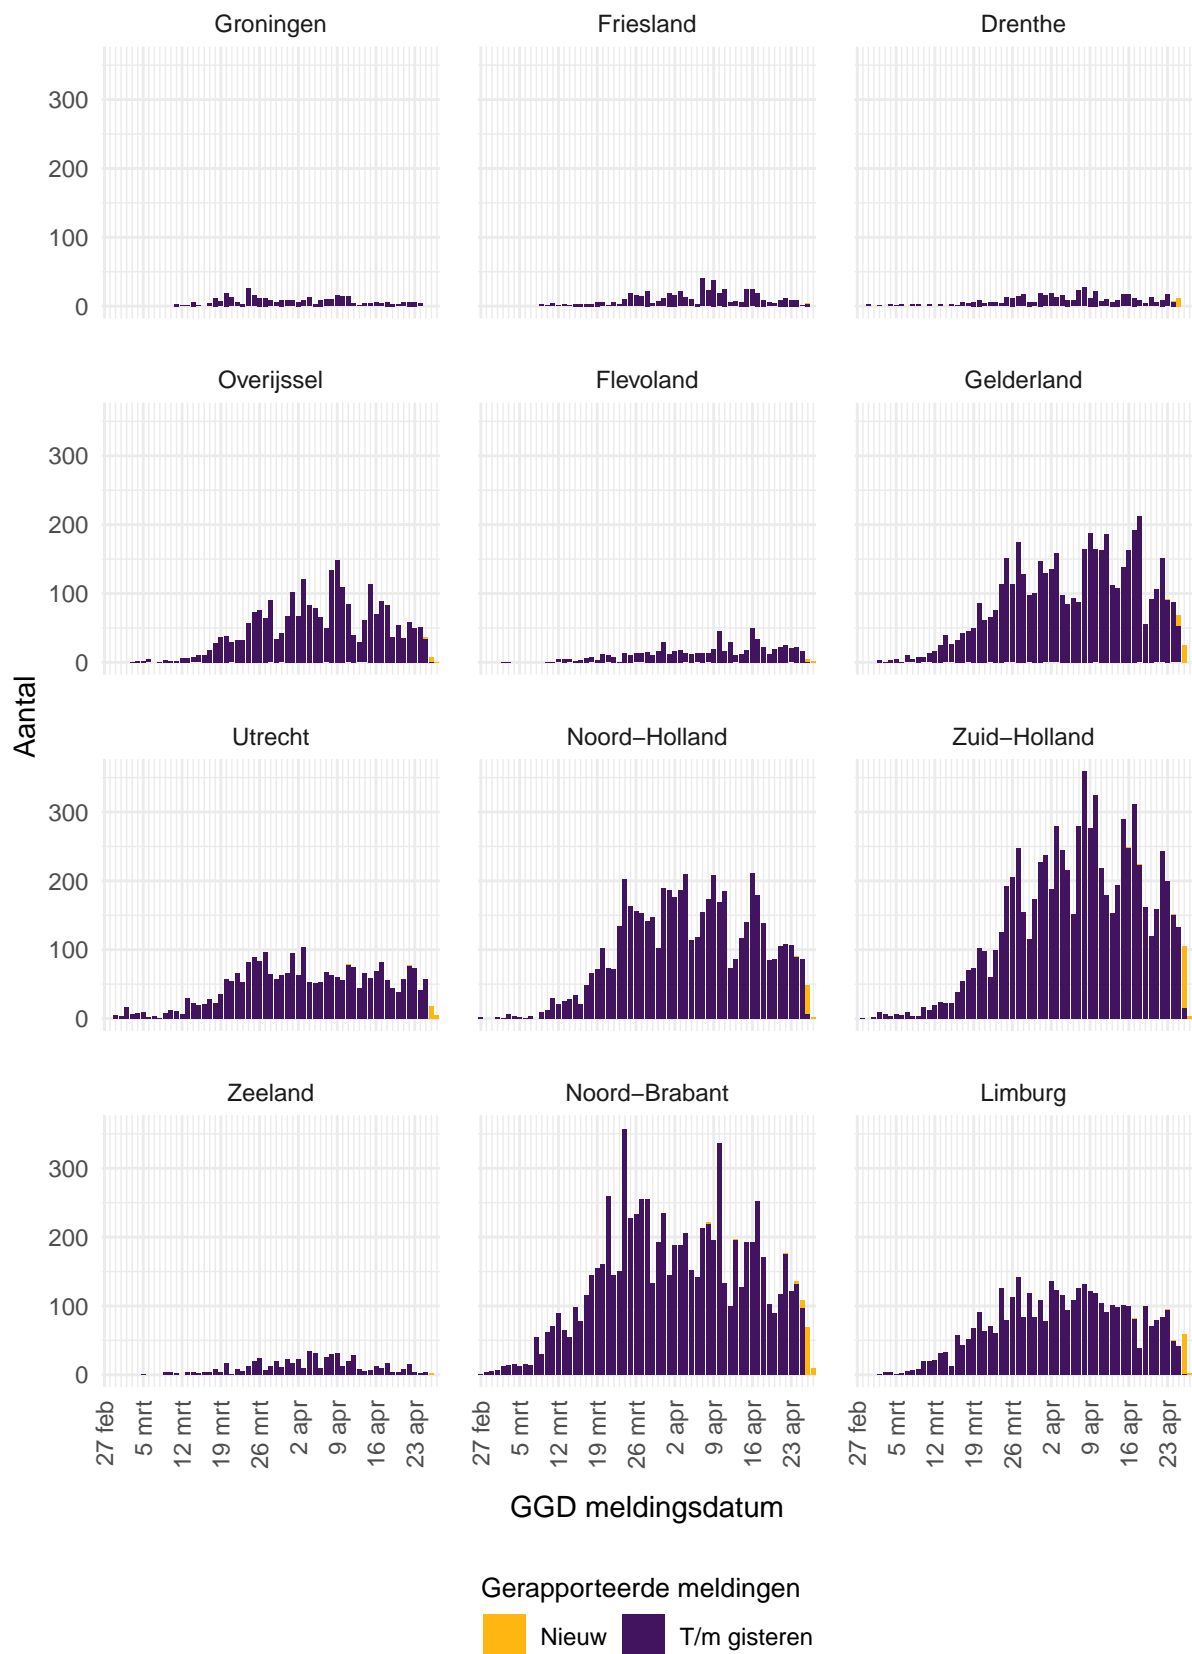 Groningen Friesland Drenthe
300
200
100
0
Overijssel Flevoland Gelderland
300
200
100
0
Aantal
Utrecht Noord–Holland Zuid–Holland
300
200
100
0
Zeeland Noord–Brabant Limburg
300
200
100
0
27 feb 5 mrt 12 mrt 19 mrt 26 mrt 2 apr 9 apr 16 apr 23 apr 27 feb 5 mrt 12 mrt 19 mrt 26 mrt 2 apr 9 apr 16 apr 23 apr 27 feb 5 mrt 12 mrt 19 mrt 26 mrt 2 apr 9 apr 16 apr 23 apr
GGD meldingsdatum
Gerapporteerde meldingen
Nieuw T/m gisteren